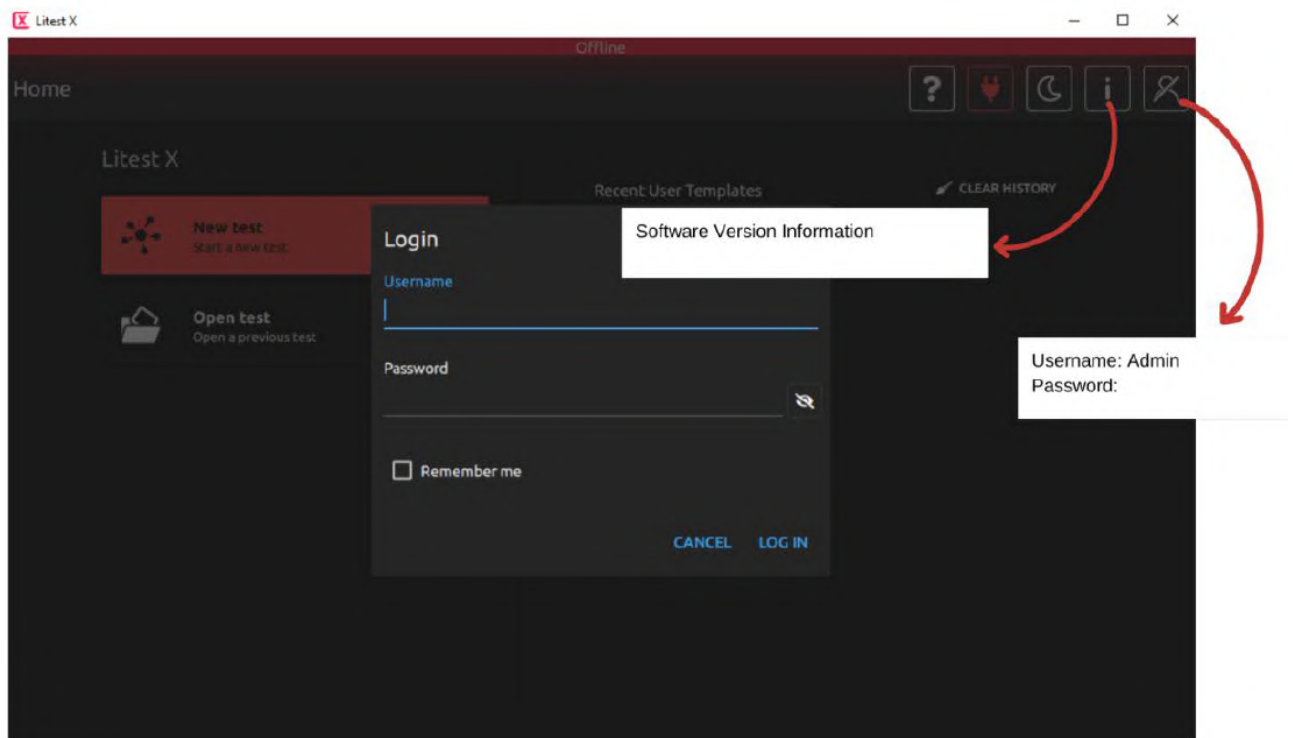 Litest X
Offline
Home
?
i
Litest X
Recent User Templates
CLEAR HISTORY
New test
Start a new test
Open test
Open a previous test
Login
Username
Password
Remember me
CANCEL LOG IN
Software Version Information
Username: Admin
Password: